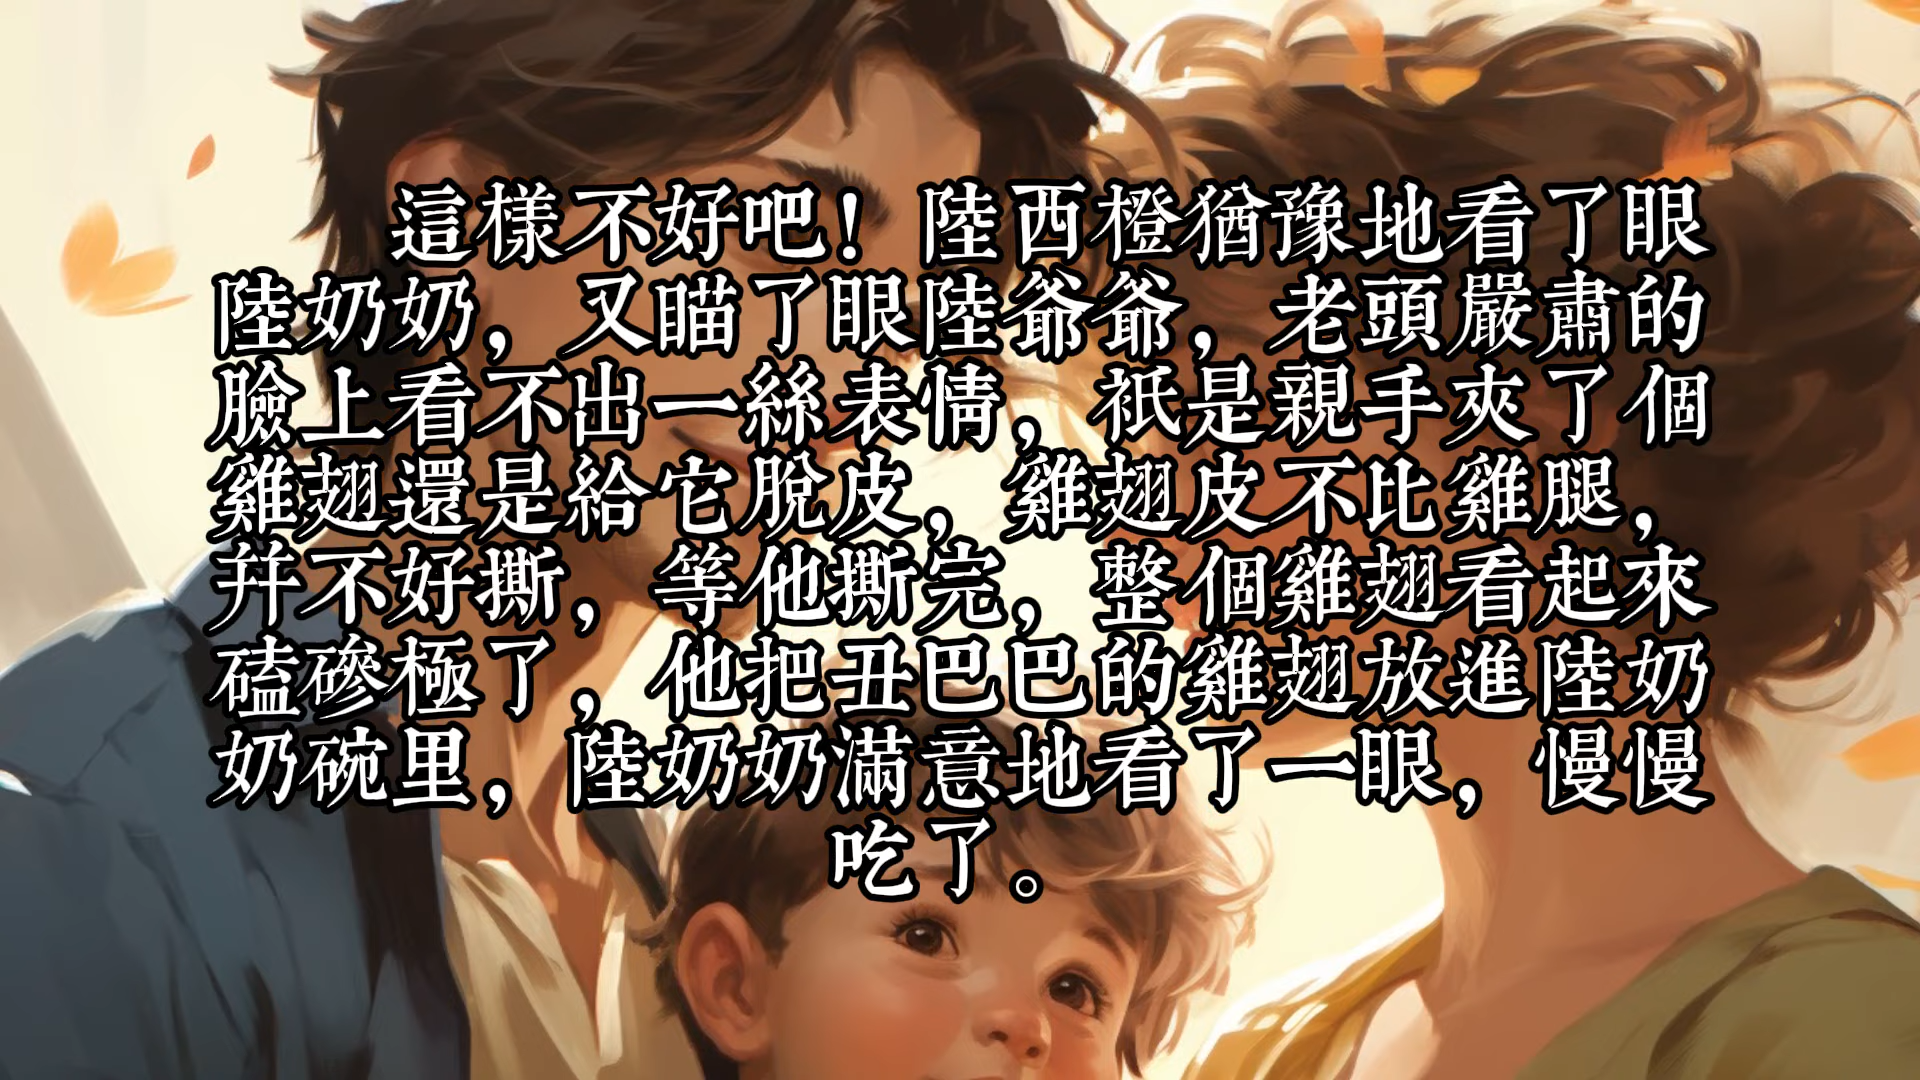 這樣不好吧！陸西橙猶豫地看了眼
陸奶奶，又瞄了眼陸爺爺，老頭嚴肅的
臉上看不出一絲表情，衹是親手夾了個
雞翅還是給它脫皮，雞翅皮不比雞腿，
幷不好撕，等他撕完，整個雞翅看起來
磕磣極了，他把丑巴巴的雞翅放進陸奶
奶碗里，陸奶奶滿意地看了一眼，慢慢
吃了。